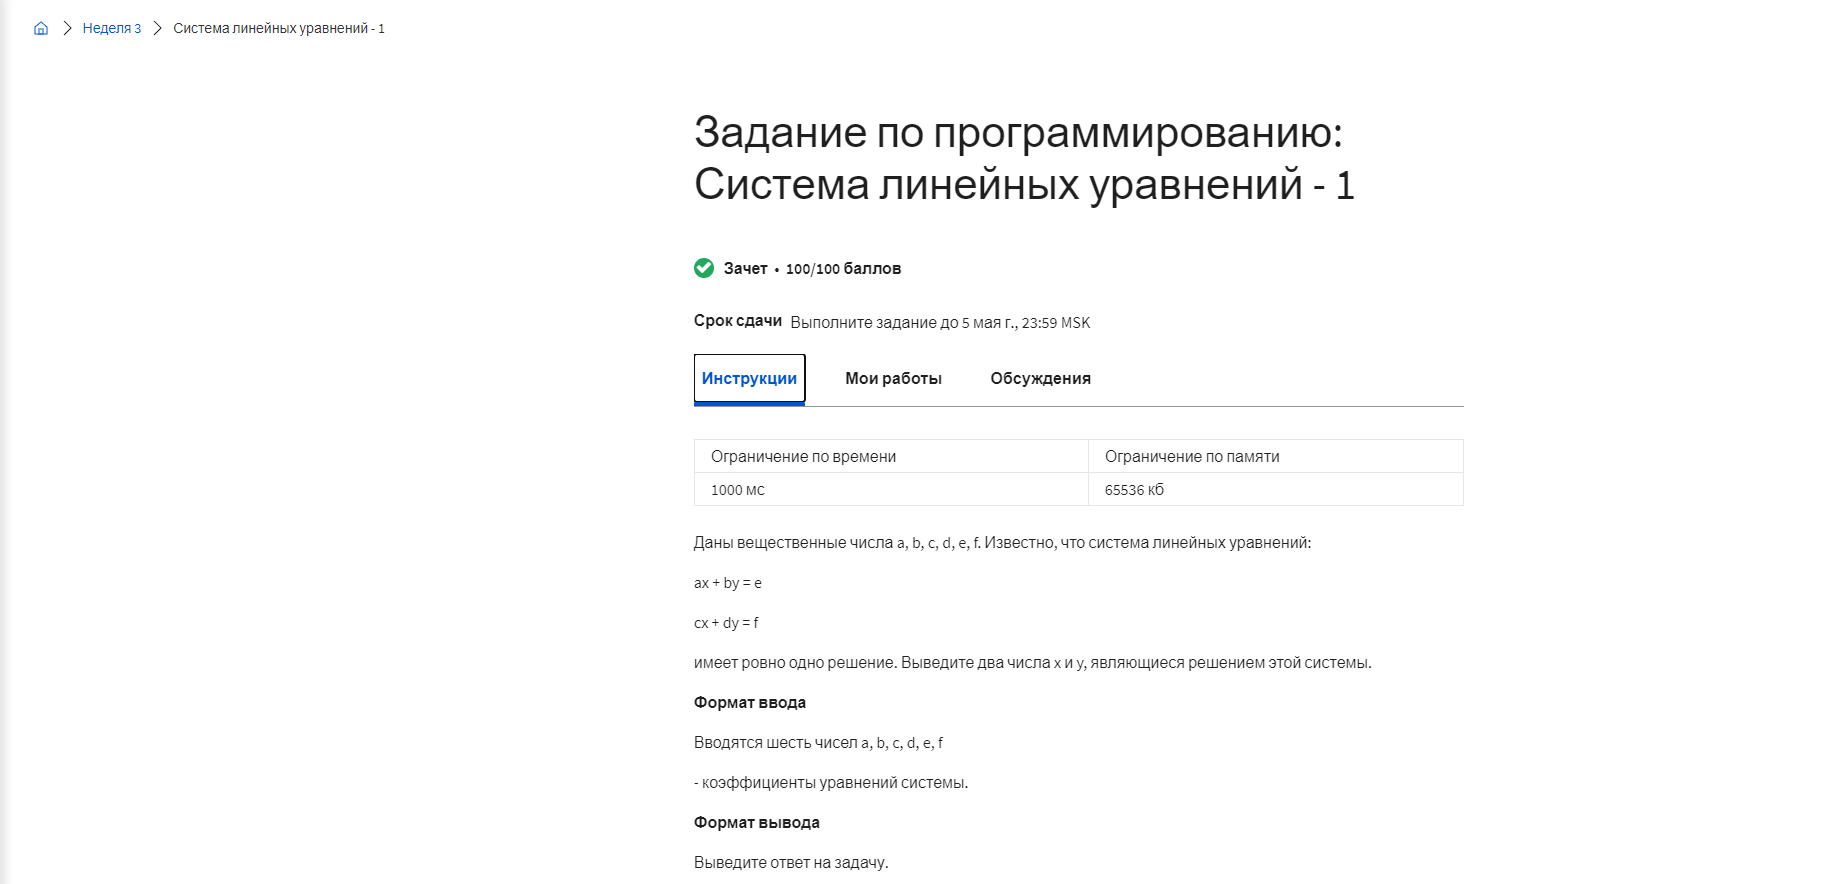 Неделя 3 Система линейных уравнений - 1
Задание по программированию:
Система линейных уравнений - 1
Зачет • 100/100 баллов
Срок сдачи Выполните задание до 5 мая г., 23:59 MSK
Инструкции Мои работы Обсуждения
Ограничение по времени Ограничение по памяти
1000 мс 65536 кб
Даны вещественные числа a, b, c, d, e, f. Известно, что система линейных уравнений:
ax + by = e
cx + dy = f
имеет ровно одно решение. Выведите два числа x и y, являющиеся решением этой системы.
Формат ввода
Вводятся шесть чисел a, b, c, d, e, f
- коэффициенты уравнений системы.
Формат вывода
Выведите ответ на задачу.